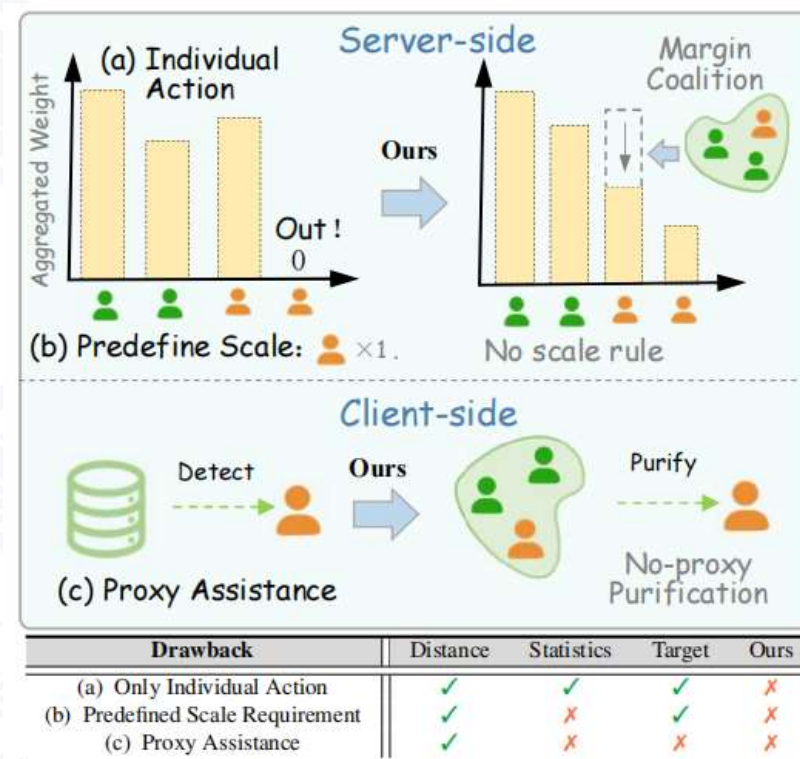 Server-side
(a) Individual
Action
Margin
Coalition
Aggregated Weight
Ours
Out !
0
(b) Predefine Scale: ×1.
No scale rule
Client-side
Detect
Ours
Purify
(c) Proxy Assistance
No-proxy
Purification
Drawback Distance Statistics Target Ours
(a) Only Individual Action ✓ ✓ ✓ ✗
(b) Predefined Scale Requirement ✓ ✗ ✓ ✗
(c) Proxy Assistance ✓ ✗ ✗ ✗